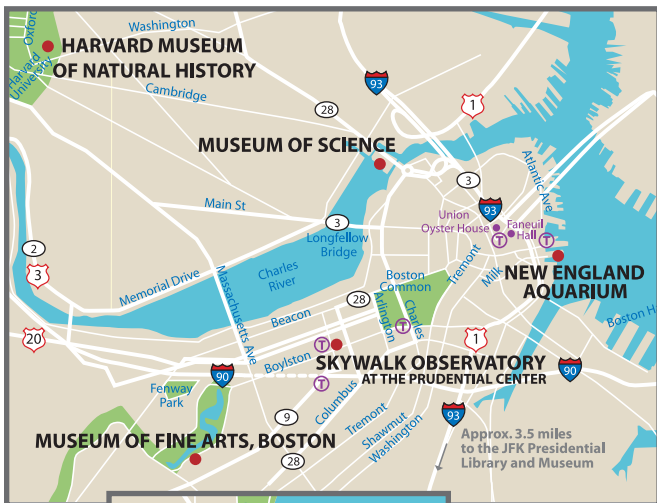 Oxford
Washington
HARVARD MUSEUM
OF NATURAL HISTORY
Harvard
University
Cambridge
93
28
1
MUSEUM OF SCIENCE
3
Atlantic Ave
93
Main St
3
Union
Oyster House
Faneuil
Hall
T
T
Longfellow
Bridge
2
3
Memorial Drive
Charles
River
Massachusetts Ave
Boston
Common
Tremont
Milk
NEW ENGLAND
AQUARIUM
Boston H
28
Beacon
Arlington
Charles
T
20
1
T
Boylston
SKYWALK OBSERVATORY
AT THE PRUDENTIAL CENTER
90
90
T
Fenway
Park
Columbus
9
93
Tremont
Shawmut
Washington
MUSEUM OF FINE ARTS, BOSTON
28
Approx. 3.5 miles
to the JFK Presidential
Library and Museum